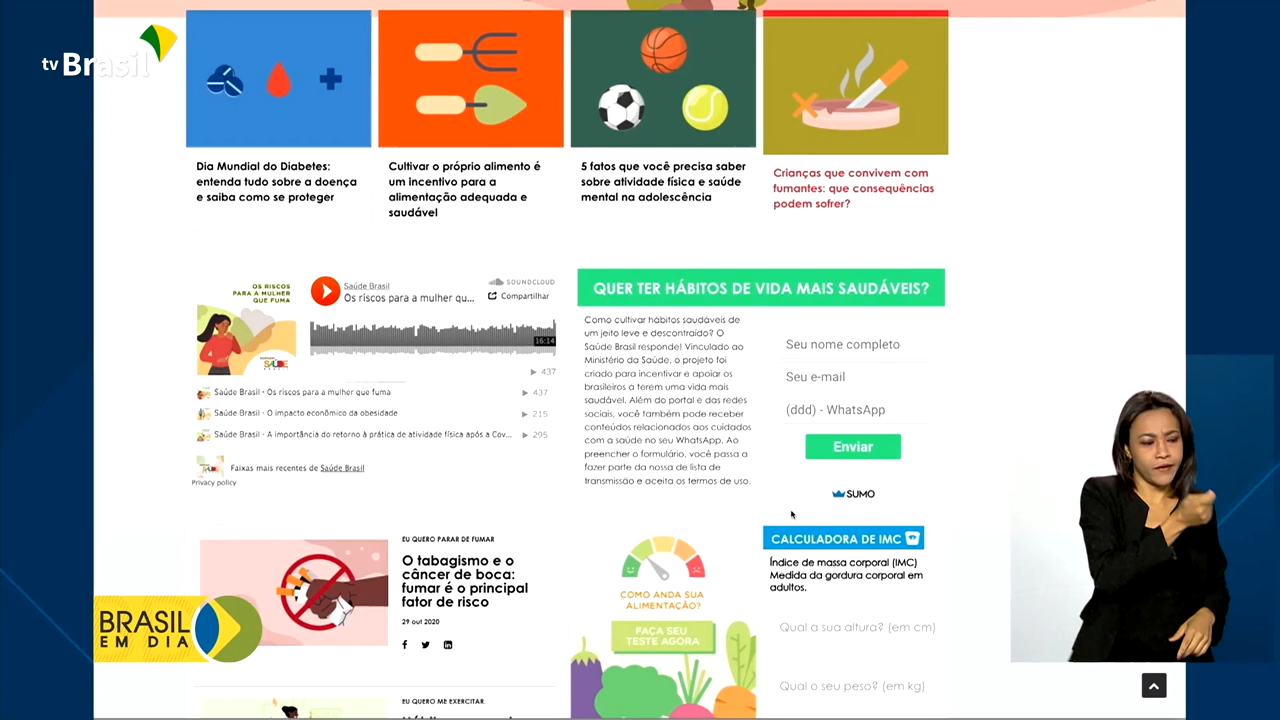 tv Brasil
Dia Mundial do Diabetes:
entenda tudo sobre a doença
e saiba como se proteger
Cultivar o próprio alimento é
um incentivo para a
alimentação adequada e
saudável
5 fatos que você precisa saber
sobre atividade física e saúde
mental na adolescência
Crianças que convivem com
fumantes: que consequências
podem sofrer?
OS RISCOS
PARA A MULHER
QUE FUMA
SAÚDE
Saúde Brasil
Os riscos para a mulher qu...
SOUNDCLOUD
Compartilhar
16:14
437
Saúde Brasil - Os riscos para a mulher que fuma
437
Saúde Brasil - O impacto econômico da obesidade
215
Saúde Brasil - A importância do retorno à prática de atividade física após a Cov...
295
Faixas mais recentes de Saúde Brasil
Privacy policy
QUER TER HÁBITOS DE VIDA MAIS SAUDÁVEIS?
Como cultivar hábitos saudáveis de
um jeito leve e descontraído? O
Saúde Brasil responde! Vinculado ao
Ministério da Saúde, o projeto foi
criado para incentivar e apoiar os
brasileiros a terem uma vida mais
saudável. Além do portal e das redes
sociais, você também pode receber
conteúdos relacionados aos cuidados
com a saúde no seu WhatsApp. Ao
preencher o formulário, você passa a
fazer parte da nossa de lista de
transmissão e aceita os termos de uso.
Seu nome completo
Seu e-mail
(ddd) - WhatsApp
Enviar
SUMO
EU QUERO PARAR DE FUMAR
O tabagismo e o
câncer de boca:
fumar é o principal
fator de risco
29 out 2020
EU QUERO ME EXERCITAR.
COMO ANDA SUA
ALIMENTAÇÃO?
FAÇA SEU
TESTE AGORA
CALCULADORA DE IMC
Índice de massa corporal (IMC)
Medida da gordura corporal em
adultos.
Qual a sua altura? (em cm)
Qual o seu peso? (em kg)
BRASIL
EM DIA